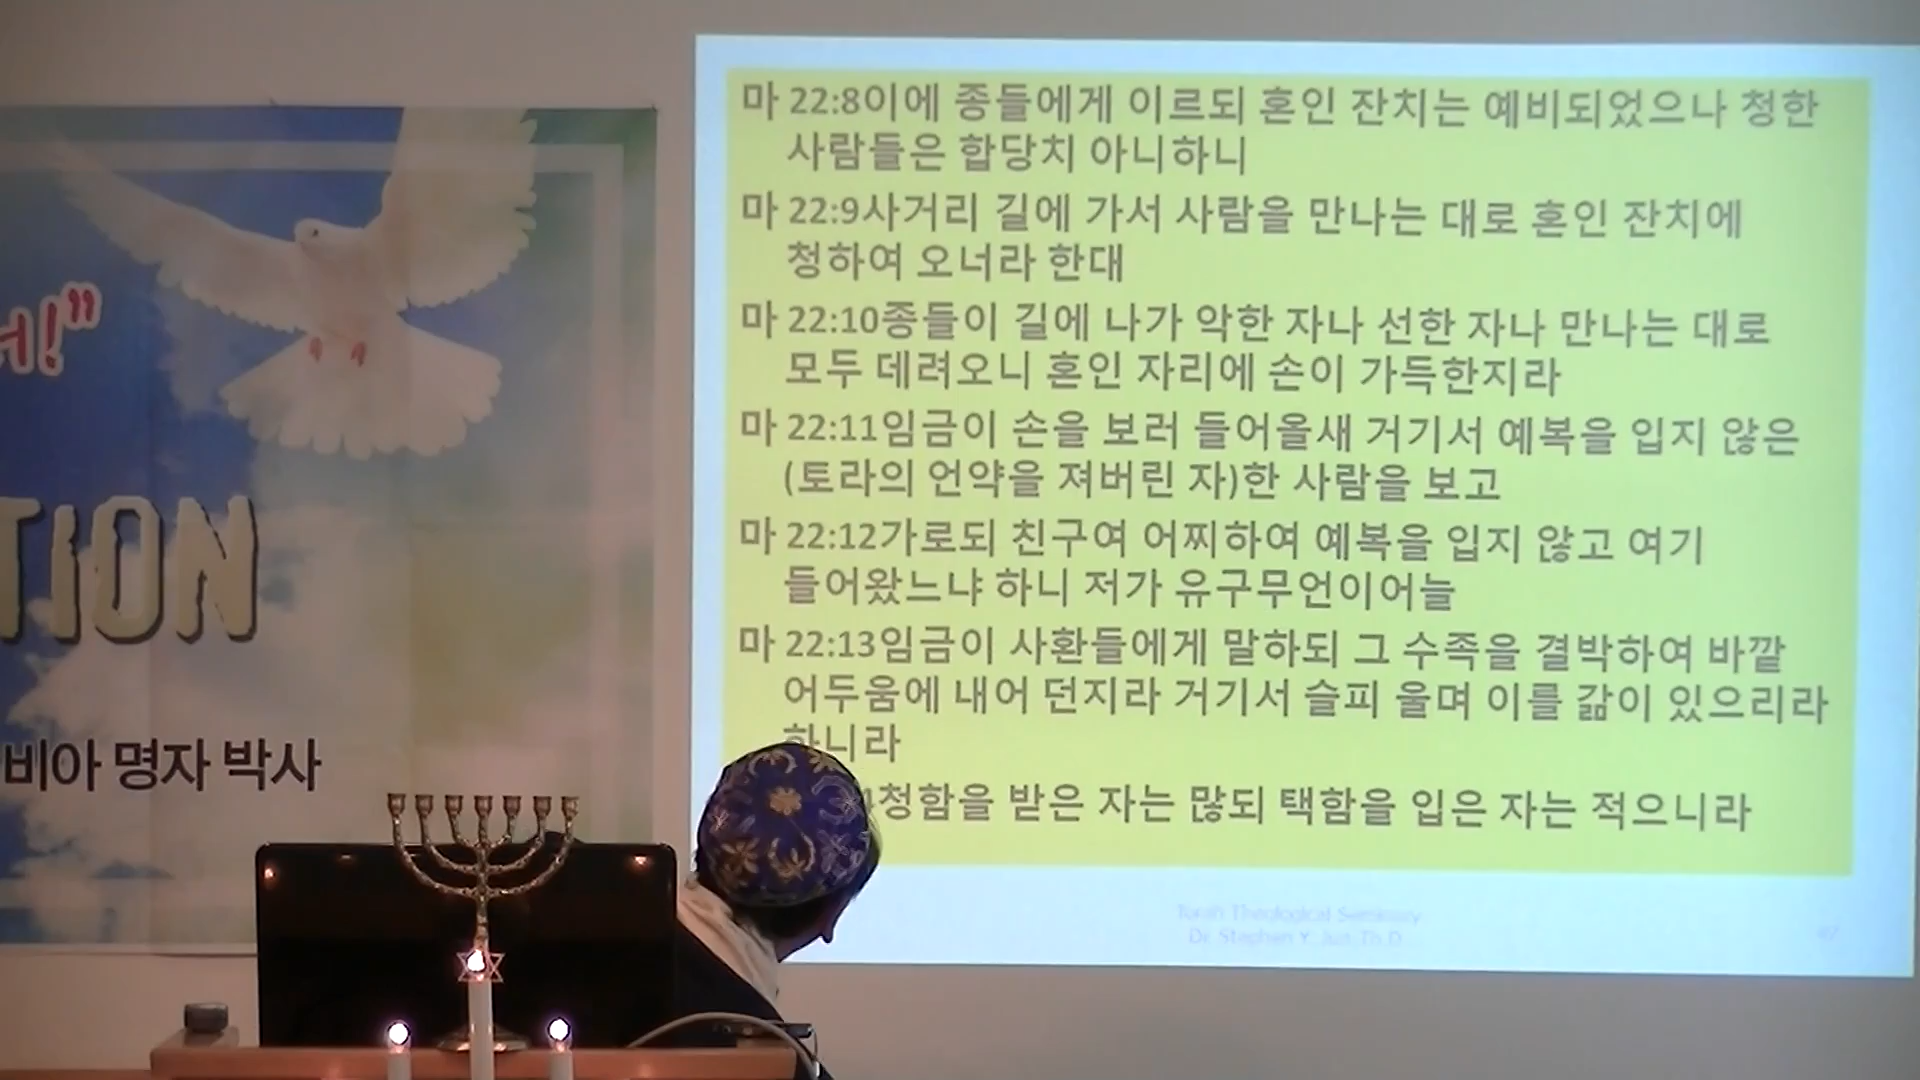 어!”
TION
비아 명자 박사
마 22:8이에 종들에게 이르되 혼인 잔치는 예비되었으나 청한
사람들은 합당치 아니하니
마 22:9사거리 길에 가서 사람을 만나는 대로 혼인 잔치에
청하여 오너라 한대
마 22:10종들이 길에 나가 악한 자나 선한 자나 만나는 대로
모두 데려오니 혼인 자리에 손이 가득한지라
마 22:11임금이 손을 보러 들어올새 거기서 예복을 입지 않은
(토라의 언약을 져버린 자)한 사람을 보고
마 22:12가로되 친구여 어찌하여 예복을 입지 않고 여기
들어왔느냐 하니 저가 유구무언이어늘
마 22:13임금이 사환들에게 말하되 그 수족을 결박하여 바깥
어두움에 내어 던지라 거기서 슬피 울며 이를 갊이 있으리라
하니라
청함을 받은 자는 많되 택함을 입은 자는 적으니라
Torah Theological Seminary
Dr. Stephen Y. Jun, Th.D.